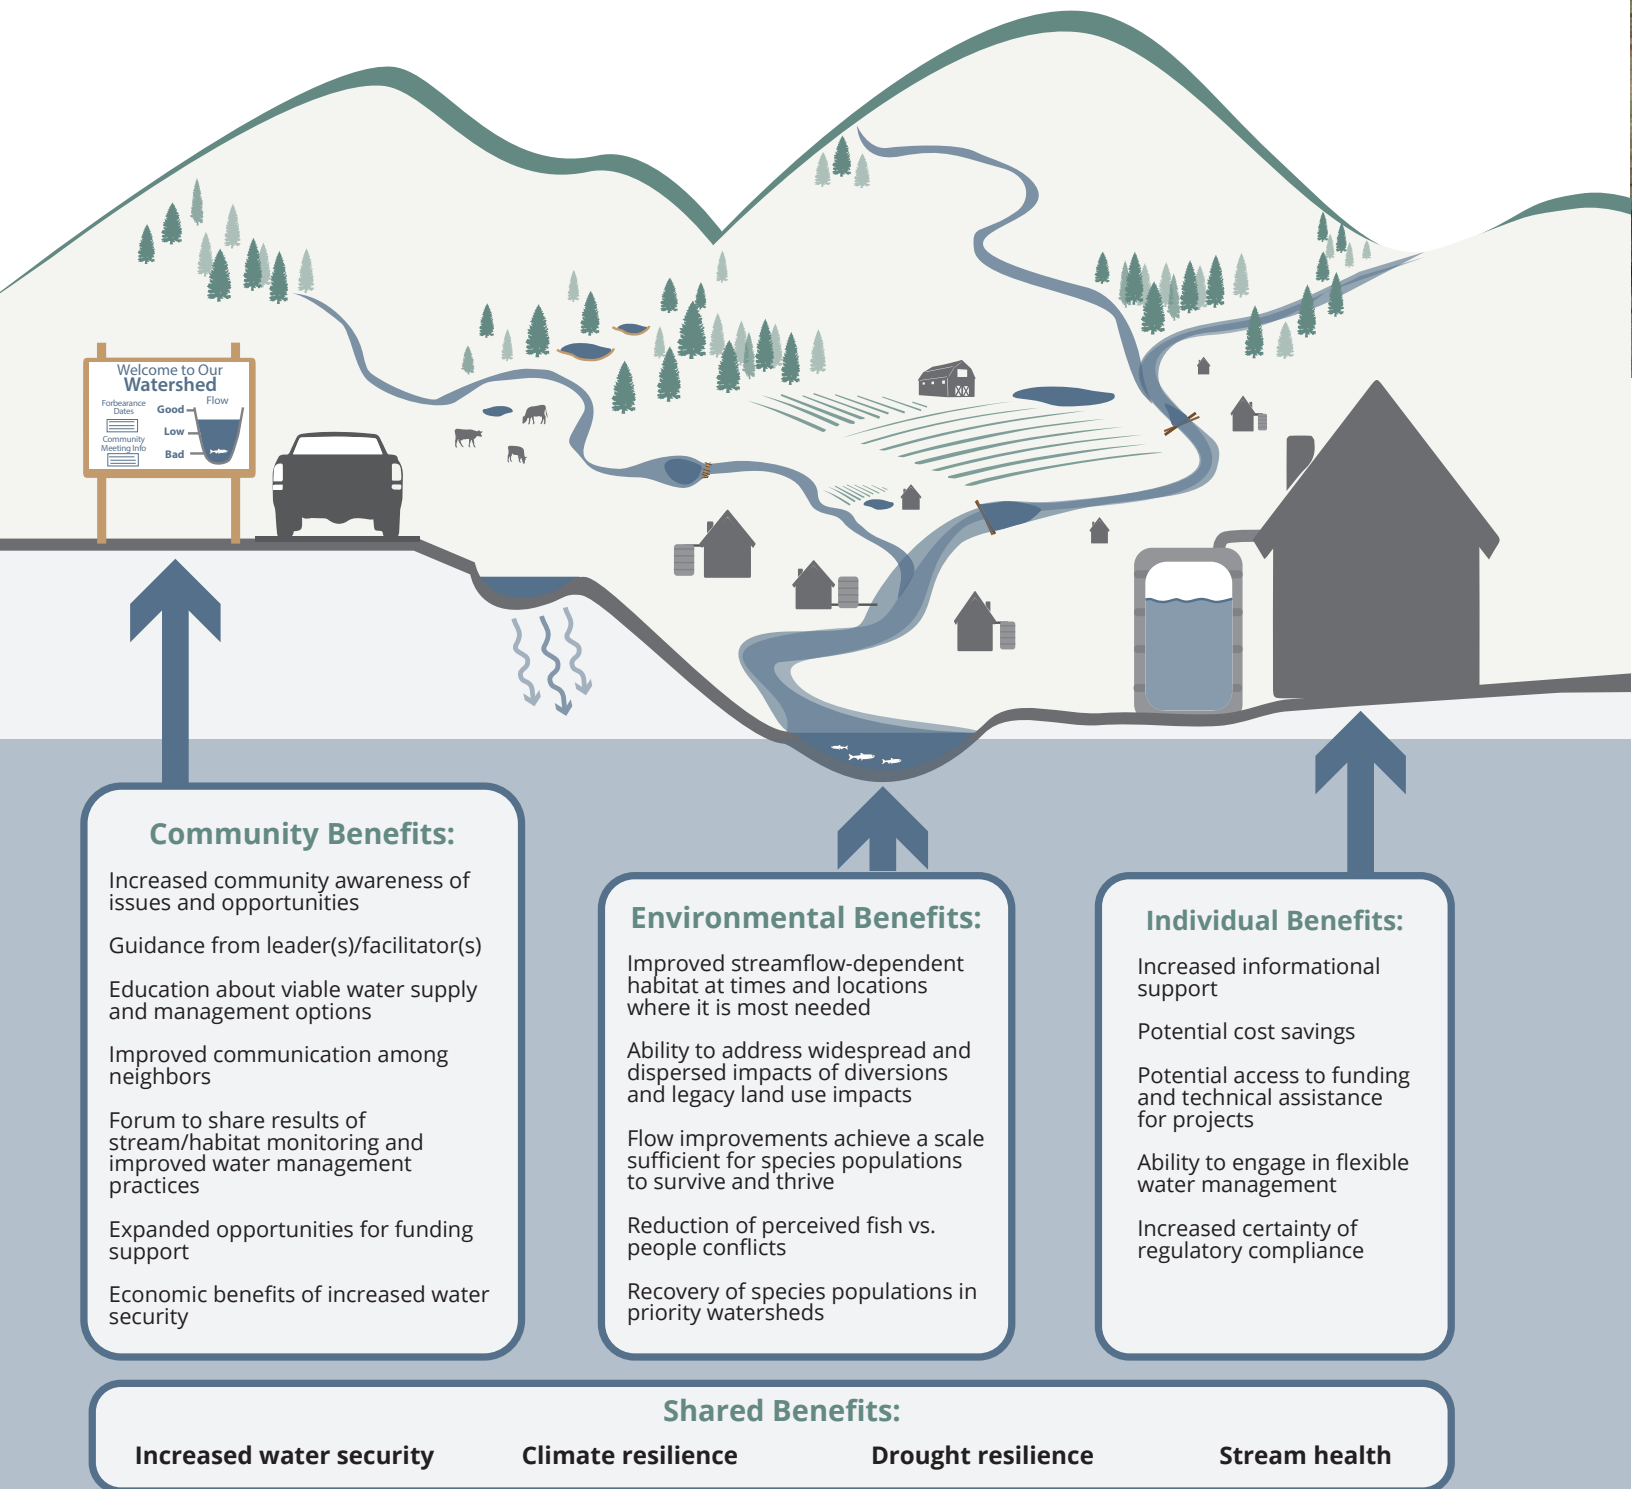 Welcome to Our
Watershed
Forbearance
Dates
Community
Meeting Info
Flow
Good
Low
Bad
Community Benefits:
Increased community awareness of
issues and opportunities
Guidance from leader(s)/facilitator(s)
Education about viable water supply
and management options
Improved communication among
neighbors
Forum to share results of
stream/habitat monitoring and
improved water management
practices
Expanded opportunities for funding
support
Economic benefits of increased water
security
Environmental Benefits:
Improved streamflow-dependent
habitat at times and locations
where it is most needed
Ability to address widespread and
dispersed impacts of diversions
and legacy land use impacts
Flow improvements achieve a scale
sufficient for species populations
to survive and thrive
Reduction of perceived fish vs.
people conflicts
Recovery of species populations in
priority watersheds
Individual Benefits:
Increased informational
support
Potential cost savings
Potential access to funding
and technical assistance
for projects
Ability to engage in flexible
water management
Increased certainty of
regulatory compliance
Shared Benefits:
Increased water security Climate resilience Drought resilience Stream health